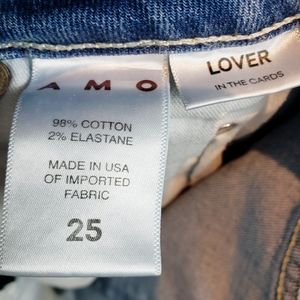 AMO
98% COTTON
2% ELASTANE
MADE IN USA
OF IMPORTED
FABRIC
25
LOVER
IN THE CARDS